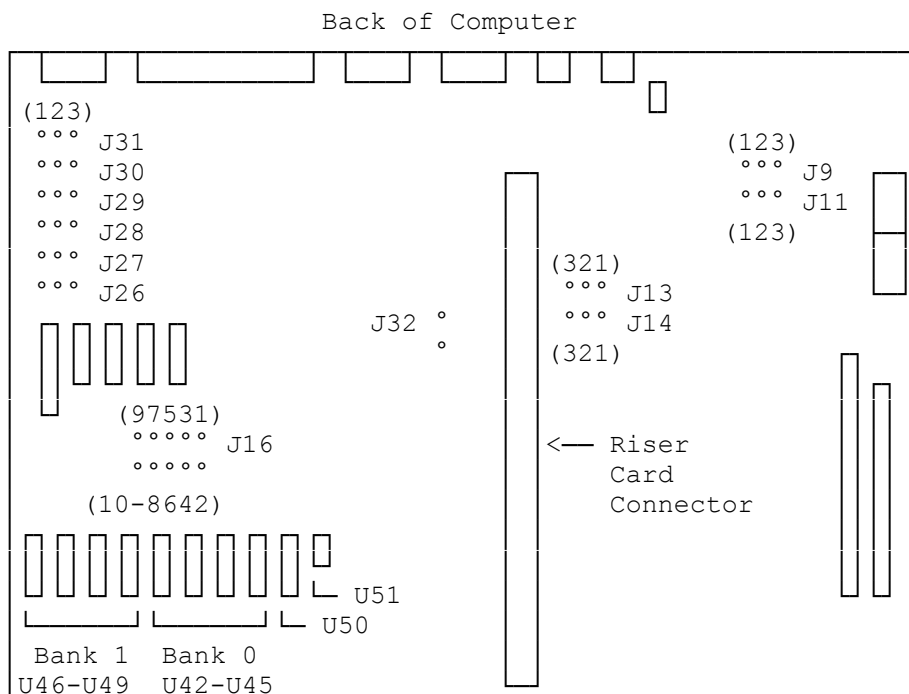 Back of Computer
(123)
°°° J31
(123)
°°° J30
°°° J9
°°° J29
°°° J11
°°° J28
(123)
°°° J27
(321)
°°° J26
°°° J13
J32 °
°°° J14
°
(321)
(97531)
°°°°° J16
<── Riser
°°°°°
Card
(10-8642)
Connector
U51
U50
Bank 1 Bank 0
U46-U49 U42-U45